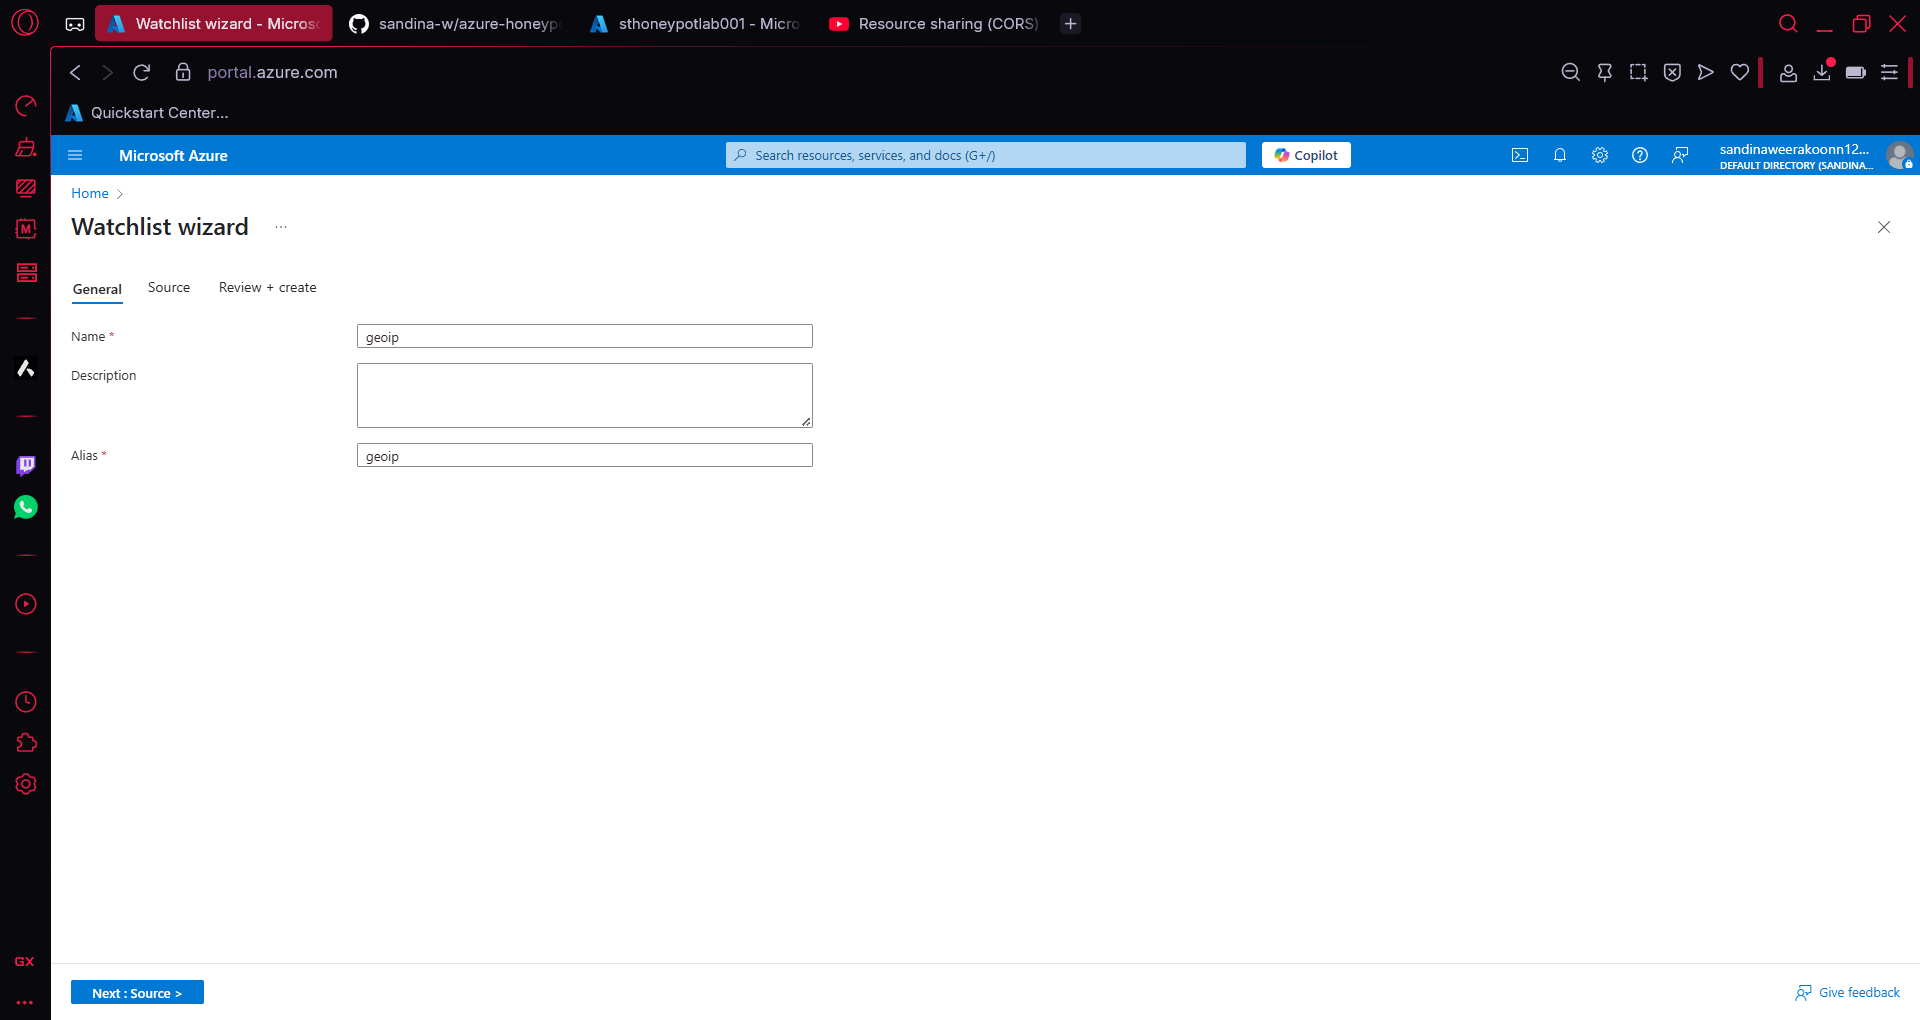 Watchlist wizard - Micros
sandina-w/azure-honeyp
sthoneypotlab001 - Micro
Resource sharing (CORS)
portal.azure.com
Quickstart Center...
Microsoft Azure
Search resources, services, and docs (G+/)
Copilot
sandinaweerakoonn12...
DEFAULT DIRECTORY (SANDINA...
Home
Watchlist wizard
...
General
Source
Review + create
Name *
geoip
Description
Alias *
geoip
M
GX
Next : Source >
Give feedback